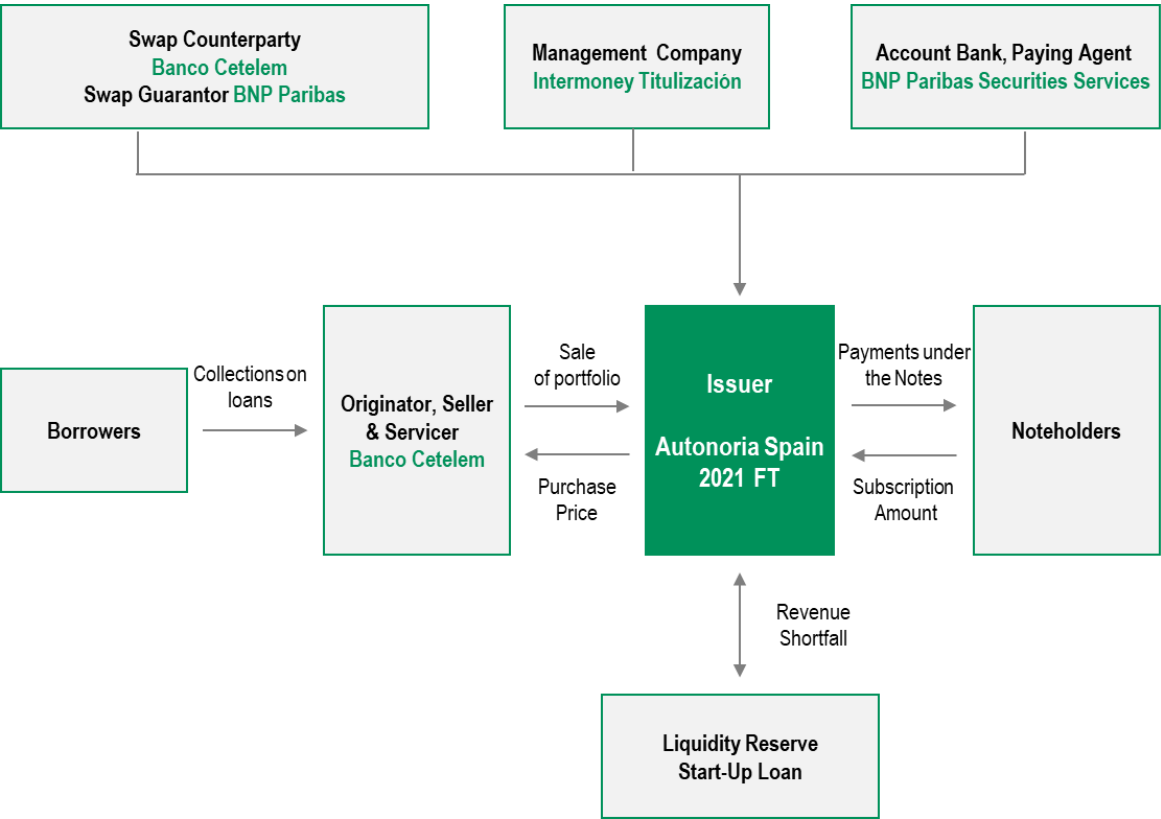 Swap Counterparty
Banco Cetelem
Swap Guarantor BNP Paribas
Management Company
Intermoney Titulización
Account Bank, Paying Agent
BNP Paribas Securities Services
Borrowers
Collections on
loans
Originator, Seller
& Servicer
Banco Cetelem
Sale
of portfolio
Purchase
Price
Issuer
Autonoria Spain
2021 FT
Payments under
the Notes
Subscription
Amount
Noteholders
Revenue
Shortfall
Liquidity Reserve
Start-Up Loan